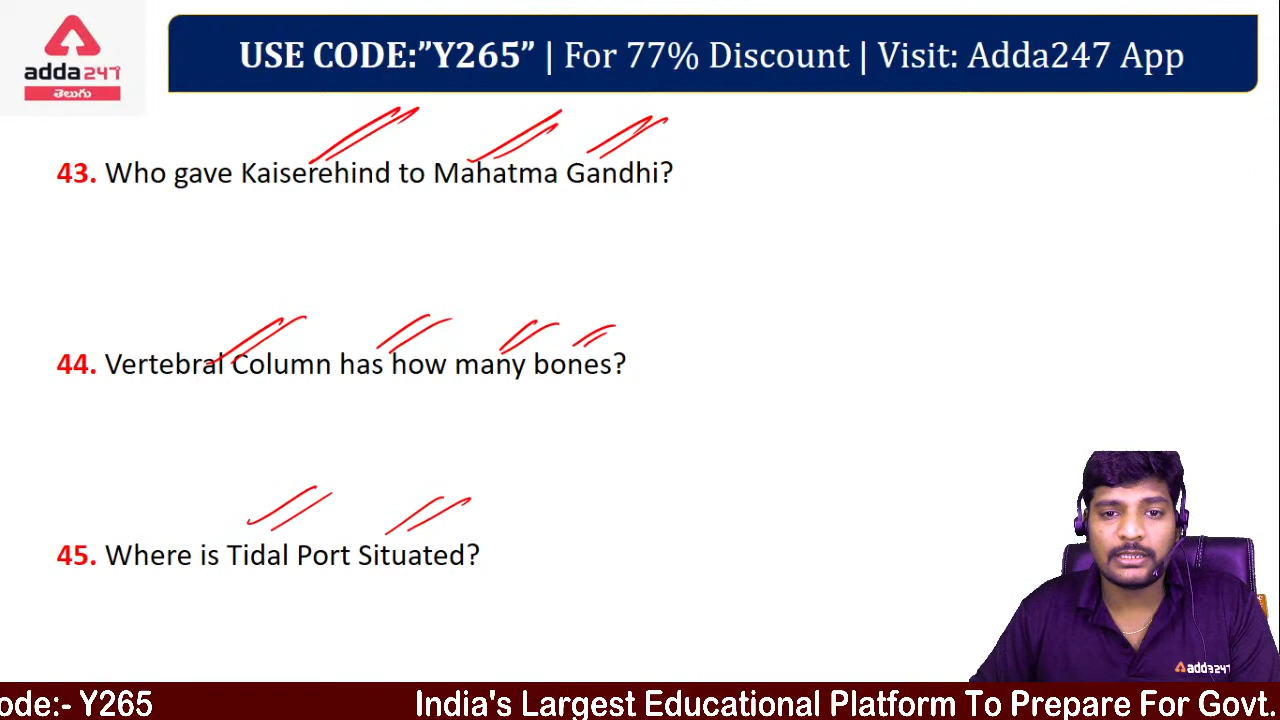 USE CODE:”Y265” | For 77% Discount | Visit: Adda247 App
adda247
తెలుగు
43. Who gave Kaiserehind to Mahatma Gandhi?
44. Vertebral Column has how many bones?
45. Where is Tidal Port Situated?
adda247
ode:- Y265 India's Largest Educational Platform To Prepare For Govt.